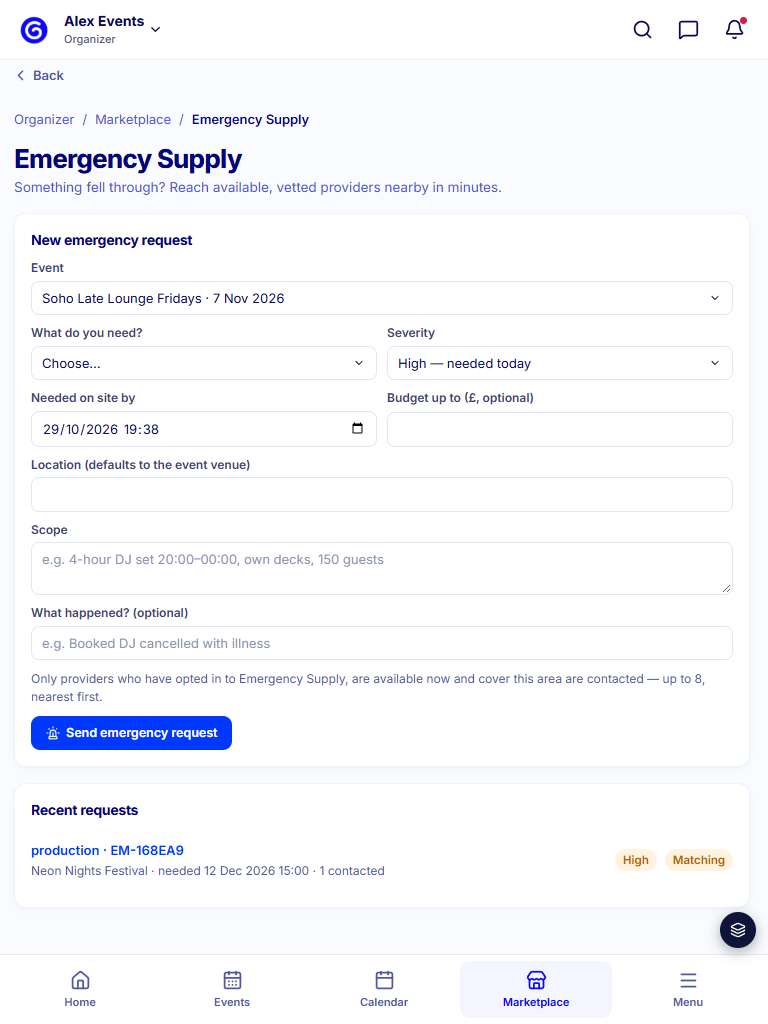 Alex Events
Organizer
Back
Organizer / Marketplace / Emergency Supply
Emergency Supply
Something fell through? Reach available, vetted providers nearby in minutes.
New emergency request
Event
Soho Late Lounge Fridays · 7 Nov 2026
What do you need?
Severity
Choose...
High — needed today
Needed on site by
Budget up to (£, optional)
29/10/2026 19:38
Location (defaults to the event venue)
Scope
e.g. 4-hour DJ set 20:00–00:00, own decks, 150 guests
What happened? (optional)
e.g. Booked DJ cancelled with illness
Only providers who have opted in to Emergency Supply, are available now and cover this area are contacted — up to 8,
nearest first.
Send emergency request
Recent requests
production · EM-168EA9
Neon Nights Festival · needed 12 Dec 2026 15:00 · 1 contacted
High
Matching
Home
Events
Calendar
Marketplace
Menu